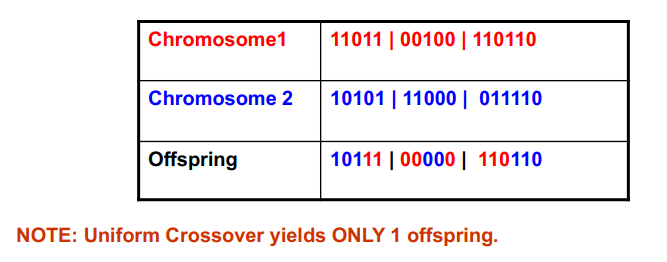 Chromosome1 11011 | 00100 | 110110
Chromosome 2 10101 | 11000 | 011110
Offspring 10111 | 00000 | 110110
NOTE: Uniform Crossover yields ONLY 1 offspring.